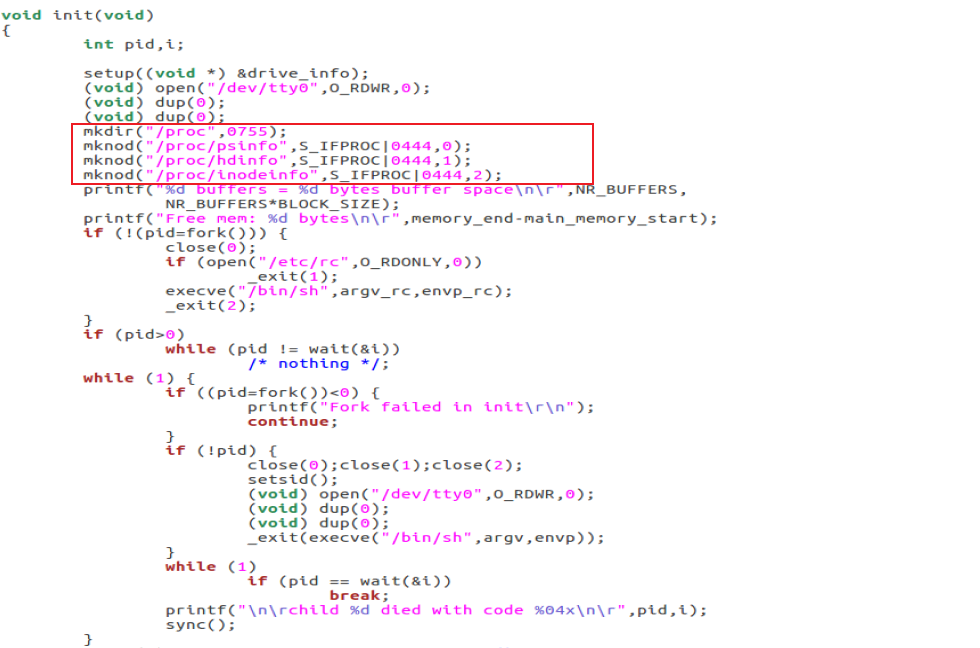 void init(void)
{
        int pid,i;

        setup((void *) &drive_info);
        (void) open("/dev/tty0",O_RDWR,0);
        (void) dup(0);
        (void) dup(0);
        mkdir("/proc",0755);
        mknod("/proc/psinfo",S_IFPROC|0444,0);
        mknod("/proc/hdinfo",S_IFPROC|0444,1);
        mknod("/proc/inodeinfo",S_IFPROC|0444,2);
        printf("%d buffers = %d bytes buffer space\n\r",NR_BUFFERS,
                NR_BUFFERS*BLOCK_SIZE);
        printf("Free mem: %d bytes\n\r",memory_end-main_memory_start);
        if (!(pid=fork())) {
                close(0);
                if (open("/etc/rc",O_RDONLY,0))
                        _exit(1);
                execve("/bin/sh",argv_rc,envp_rc);
                _exit(2);
        }
        if (pid>0)
                while (pid != wait(&i))
                        /* nothing */;
        while (1) {
                if ((pid=fork())<0) {
                        printf("Fork failed in init\r\n");
                        continue;
                }
                if (!pid) {
                        close(0);close(1);close(2);
                        setsid();
                        (void) open("/dev/tty0",O_RDWR,0);
                        (void) dup(0);
                        (void) dup(0);
                        _exit(execve("/bin/sh",argv,envp));
                }
                while (1)
                        if (pid == wait(&i))
                                break;
                printf("\n\rchild %d died with code %04x\n\r",pid,i);
                sync();
        }